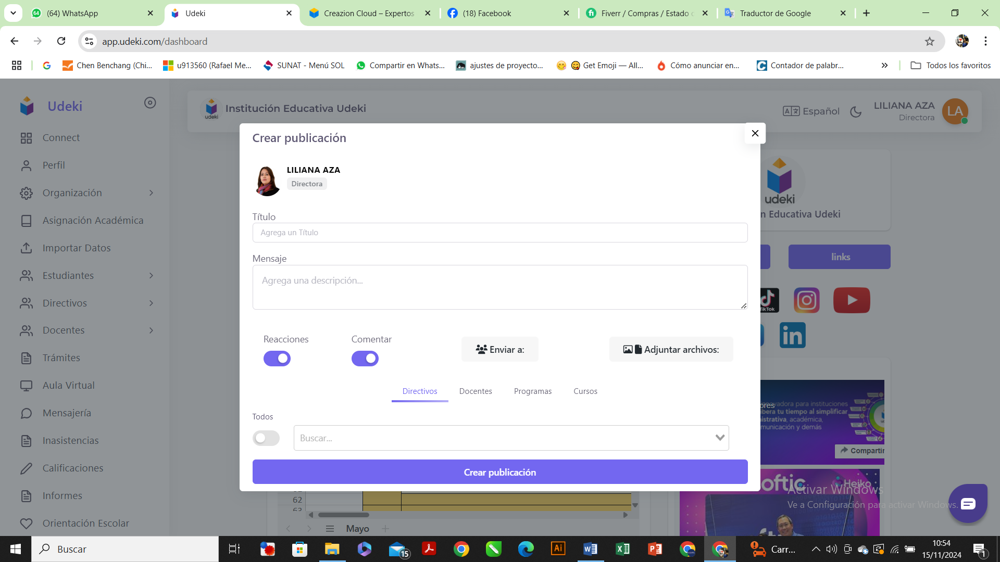 64
(64) WhatsApp
Udeki
Creazion Cloud – Expertos
(18) Facebook
Fiverr / Compras / Estado
Traductor de Google
app.udeki.com/dashboard
Chen Benchang (Chi...
u913560 (Rafael Me...
SUNAT - Menú SOL
Compartir en Whats...
ajustes de proyecto...
Get Emoji — All...
Cómo anunciar en...
Contador de palabr...
Todos los favoritos
Udeki
udeki
Institución Educativa Udeki
Español
LILIANA AZA
Directora
LA
Connect
Perfil
Organización
Asignación Académica
Importar Datos
Estudiantes
Directivos
Docentes
Trámites
Aula Virtual
Mensajería
Inasistencias
Calificaciones
Informes
Orientación Escolar
Crear publicación
LILIANA AZA
Directora
Título
Agrega un Título
Mensaje
Agrega una descripción...
Reacciones
Comentar
Enviar a:
Adjuntar archivos:
Directivos
Docentes
Programas
Cursos
Todos
Buscar...
Crear publicación
udeki
n Educativa Udeki
links
TikTok
in
ores
vadora para instituciones
ibera tu tiempo al simplificar
nistrativa, académica,
municación y demás
Compartir
oftic
Heiko
Activar Windows
Ve a Configuración para activar Windows.
62
63
Mayo
Buscar
15
Ai
Carr...
10:54
15/11/2024
1